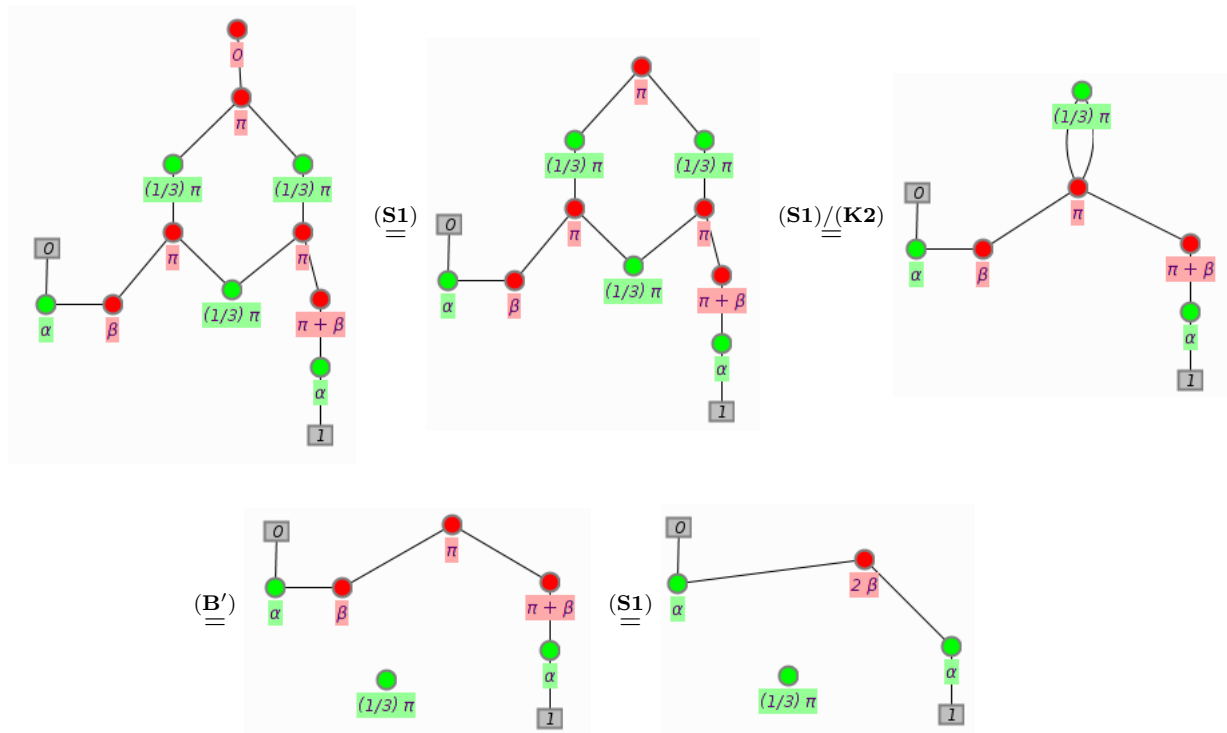 0
π
(1/3) π
(1/3) π
0
π
π
α
β
(1/3) π
π + β
α
1
(S1)
=
π
(1/3) π
(1/3) π
0
π
π
α
β
(1/3) π
π + β
α
1
(S1)/(K2)
=
(1/3) π
0
π
α
β
π + β
α
1
(B′)
=
0
π
α
β
π + β
α
(1/3) π
1
(S1)
=
0
2 β
α
α
(1/3) π
1